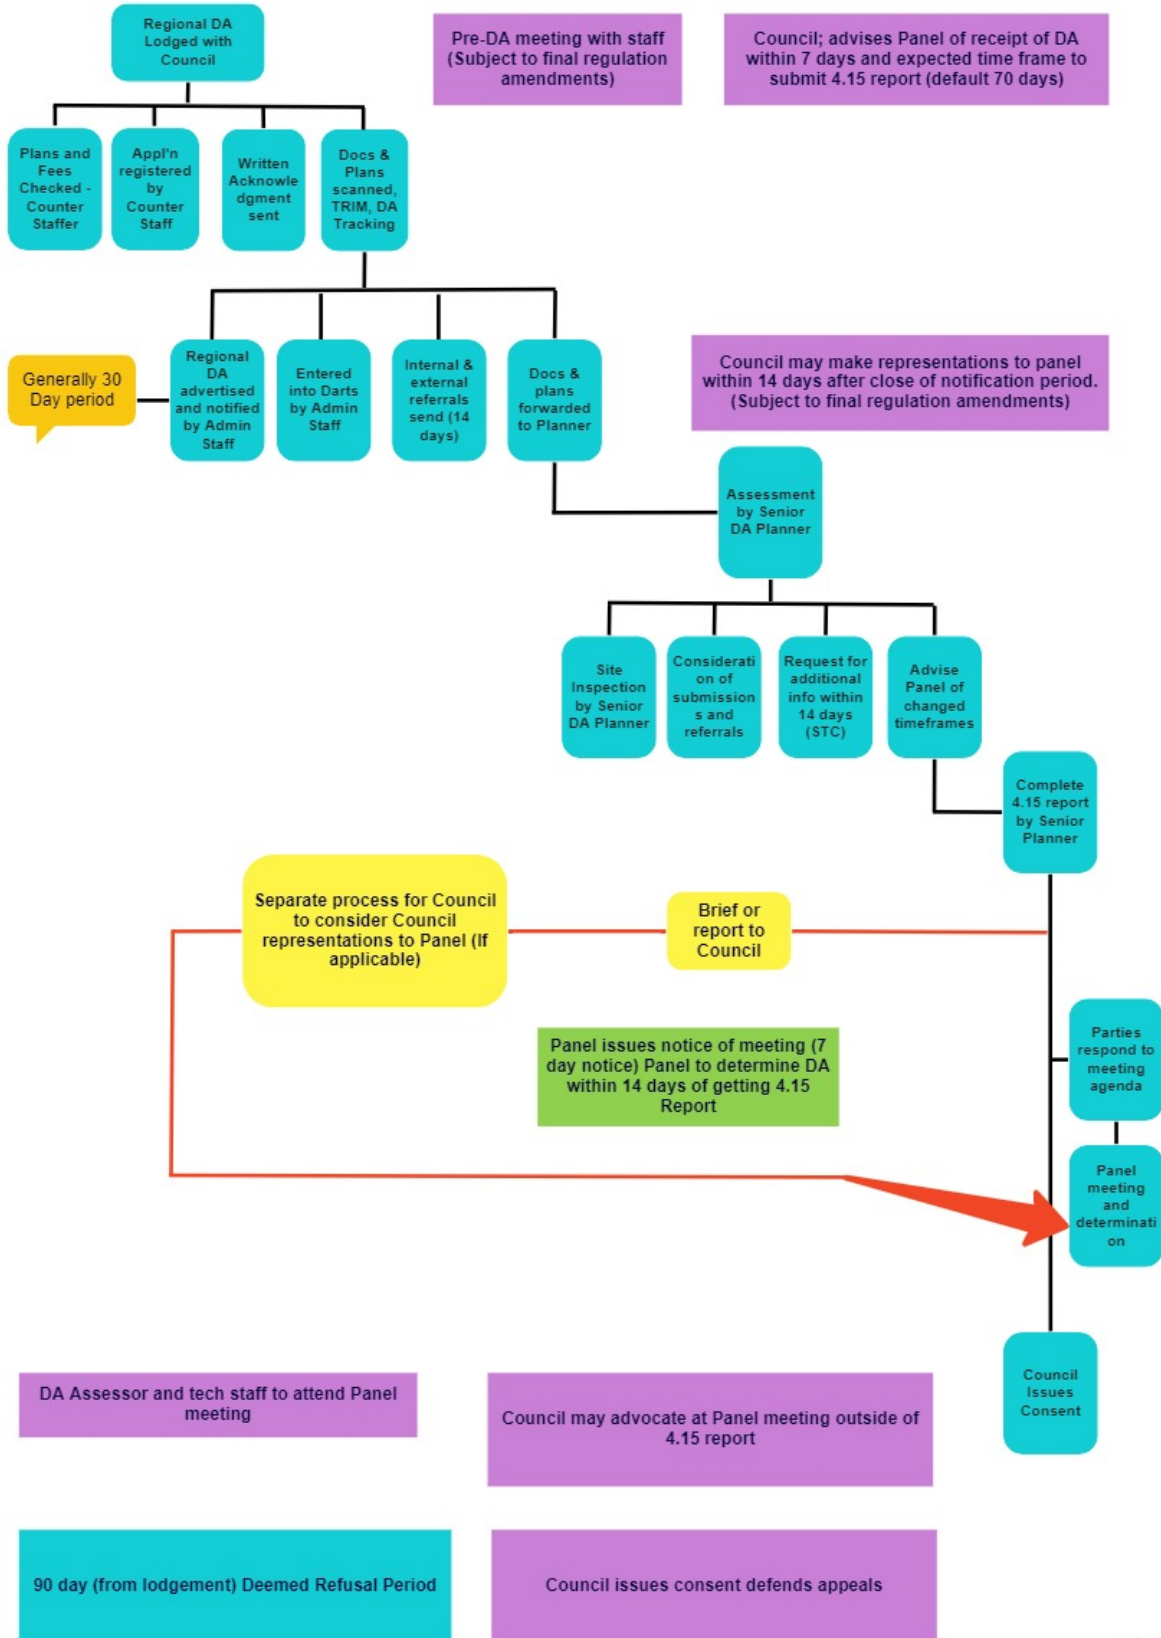 Regional DA
Lodged with
Council
Pre-DA meeting with staff
(Subject to final regulation
amendments)
Council; advises Panel of receipt of DA
within 7 days and expected time frame to
submit 4.15 report (default 70 days)
Plans and
Fees
Checked -
Counter
Staffer
Appl'n
registered
by
Counter
Staff
Written
Acknowle
dgment
sent
Docs &
Plans
scanned,
TRIM, DA
Tracking
Generally 30
Day period
Regional
DA
advertised
and notified
by Admin
Staff
Entered
into Darts
by Admin
Staff
Internal &
external
referrals
send (14
days)
Docs &
plans
forwarded
to Planner
Council may make representations to panel
within 14 days after close of notification period.
(Subject to final regulation amendments)
Assessment
by Senior
DA Planner
Site
Inspection
by Senior
DA Planner
Considerati
on of
submission
s and
referrals
Request for
additional
info within
14 days
(STC)
Advise
Panel of
changed
timeframes
Complete
4.15 report
by Senior
Planner
Separate process for Council
to consider Council
representations to Panel (If
applicable)
Brief or
report to
Council
Panel issues notice of meeting (7
day notice) Panel to determine DA
within 14 days of getting 4.15
Report
Parties
respond to
meeting
agenda
Panel
meeting
and
determinati
on
Council
Issues
Consent
DA Assessor and tech staff to attend Panel
meeting
Council may advocate at Panel meeting outside of
4.15 report
90 day (from lodgement) Deemed Refusal Period
Council issues consent defends appeals